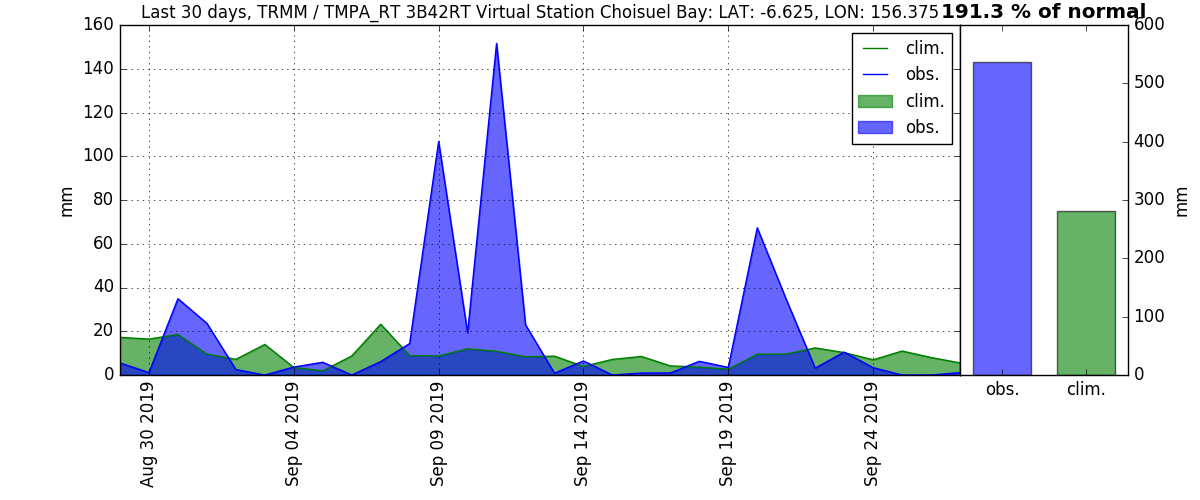 Last 30 days, TRMM / TMPA_RT 3B42RT Virtual Station Choisuel Bay: LAT: -6.625, LON: 156.375
191.3 % of normal
160
140
120
100
80
60
40
20
0
mm
clim.
obs.
clim.
obs.
Aug 30 2019
Sep 04 2019
Sep 09 2019
Sep 14 2019
Sep 19 2019
Sep 24 2019
600
500
400
300
200
100
0
mm
obs.
clim.